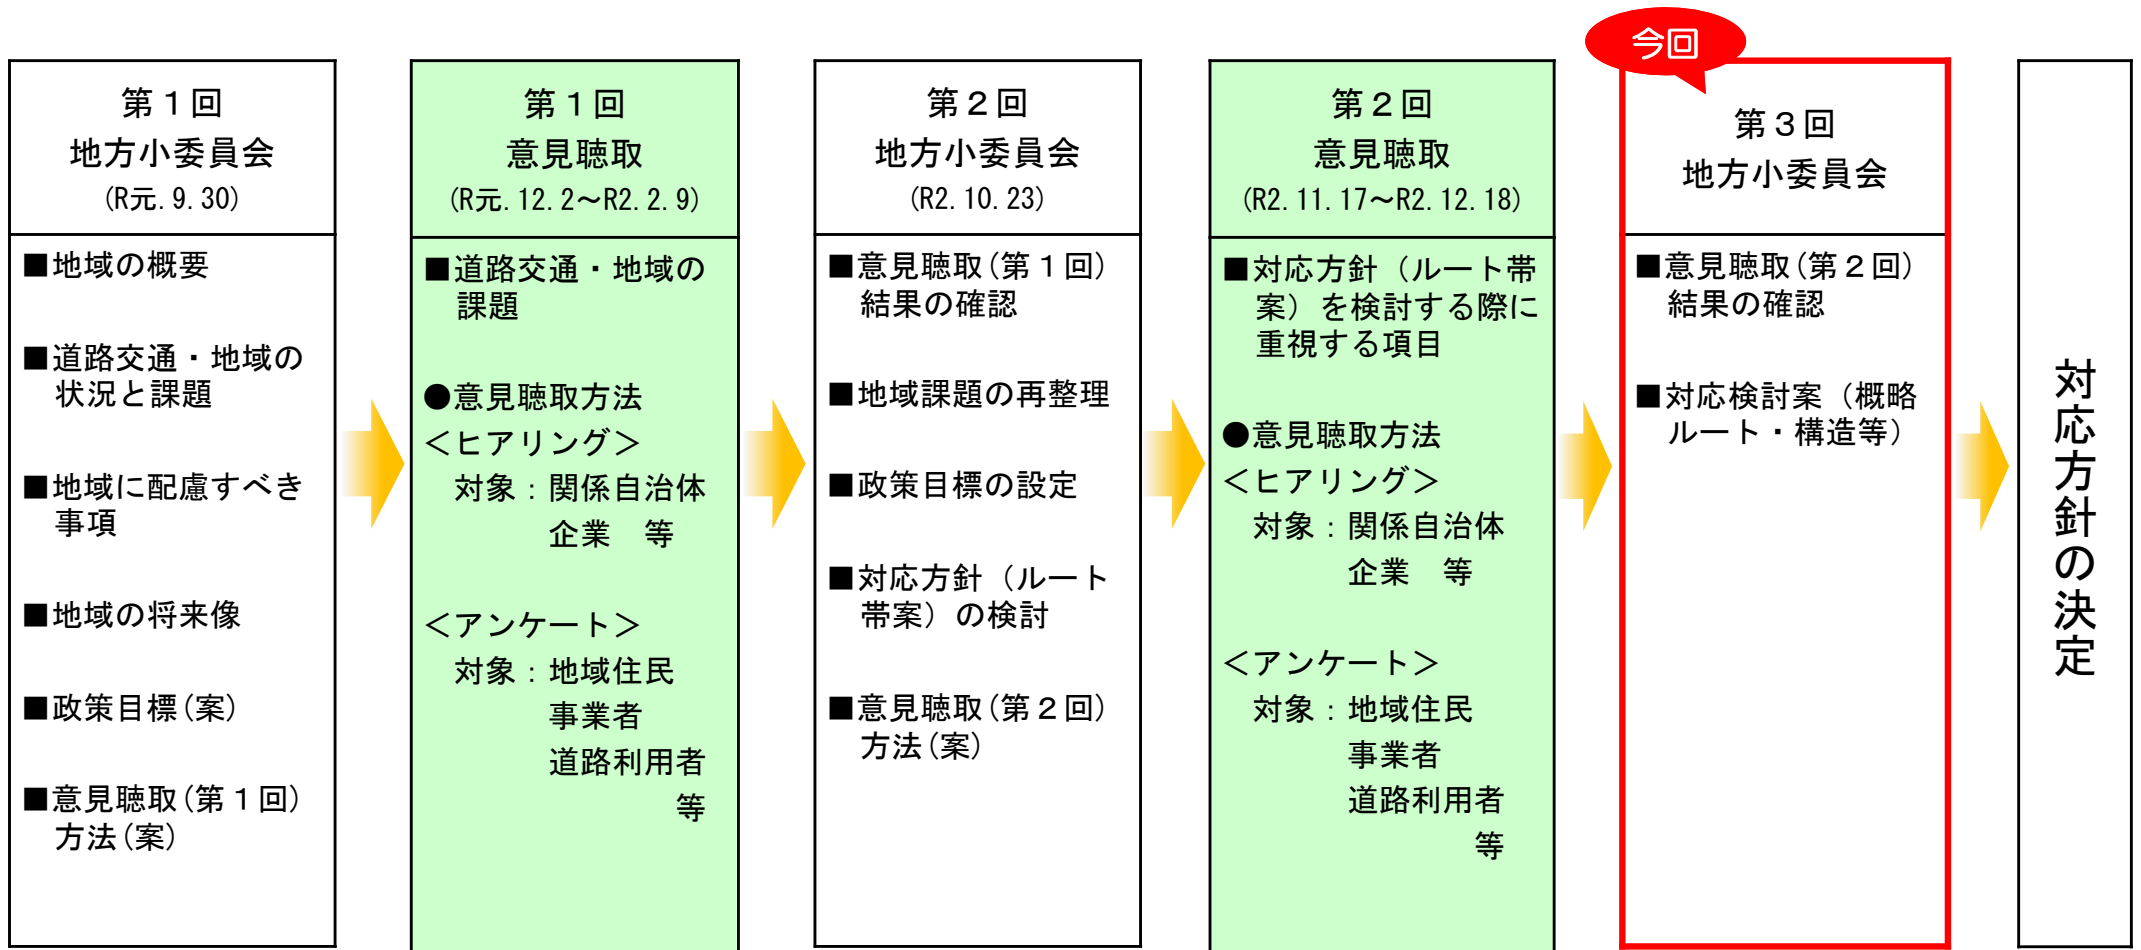 今回
第１回
地方小委員会
(R元.9.30)
■地域の概要
■道路交通・地域の
状況と課題
■地域に配慮すべき
事項
■地域の将来像
■政策目標(案)
■意見聴取(第１回)
方法(案)
第１回
意見聴取
(R元.12.2～R2.2.9)
■道路交通・地域の
課題
●意見聴取方法
＜ヒアリング＞
対象：関係自治体
企業　等
＜アンケート＞
対象：地域住民
事業者
道路利用者
等
第２回
地方小委員会
(R2.10.23)
■意見聴取(第１回)
結果の確認
■地域課題の再整理
■政策目標の設定
■対応方針（ルート
帯案）の検討
■意見聴取(第２回)
方法(案)
第２回
意見聴取
(R2.11.17～R2.12.18)
■対応方針（ルート帯
案）を検討する際に
重視する項目
●意見聴取方法
＜ヒアリング＞
対象：関係自治体
企業　等
＜アンケート＞
対象：地域住民
事業者
道路利用者
等
第３回
地方小委員会
■意見聴取(第２回)
結果の確認
■対応検討案（概略
ルート・構造等）
対応方針の決定